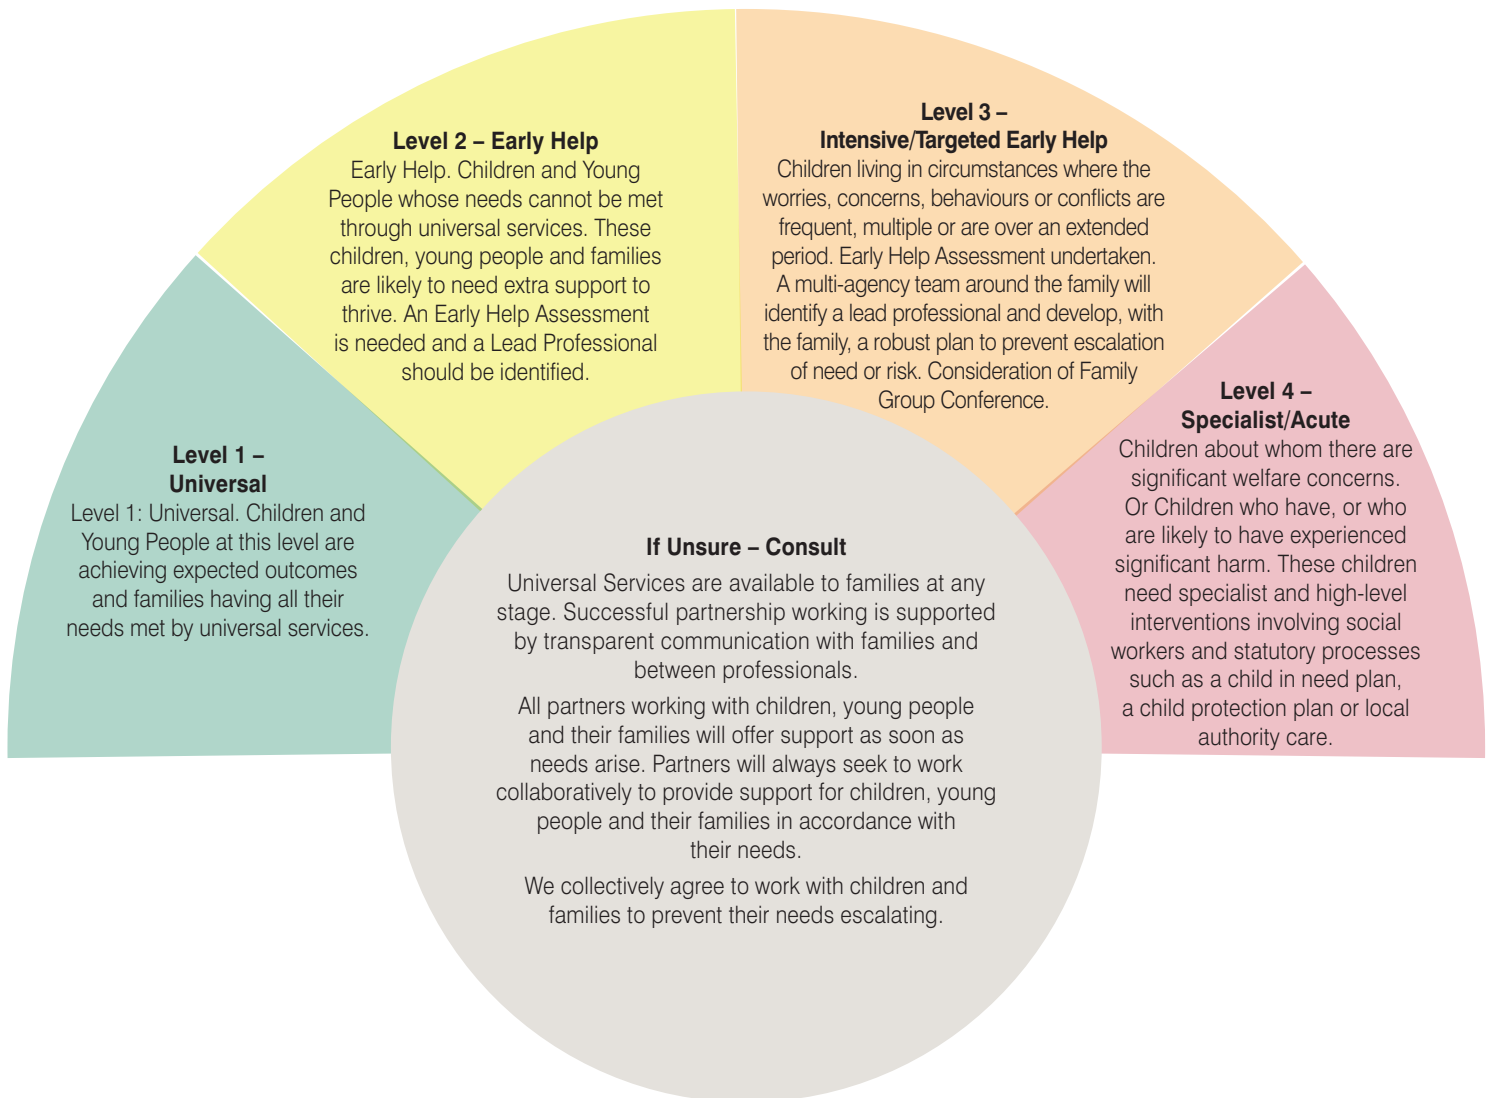 Level 1 –
Universal
Level 1: Universal. Children and
Young People at this level are
achieving expected outcomes
and families having all their
needs met by universal services.
Level 2 – Early Help
Early Help. Children and Young
People whose needs cannot be met
through universal services. These
children, young people and families
are likely to need extra support to
thrive. An Early Help Assessment
is needed and a Lead Professional
should be identified.
Level 3 –
Intensive/Targeted Early Help
Children living in circumstances where the
worries, concerns, behaviours or conflicts are
frequent, multiple or are over an extended
period. Early Help Assessment undertaken.
A multi-agency team around the family will
identify a lead professional and develop, with
the family, a robust plan to prevent escalation
of need or risk. Consideration of Family
Group Conference.
Level 4 –
Specialist/Acute
Children about whom there are
significant welfare concerns.
Or Children who have, or who
are likely to have experienced
significant harm. These children
need specialist and high-level
interventions involving social
workers and statutory processes
such as a child in need plan,
a child protection plan or local
authority care.
If Unsure – Consult
Universal Services are available to families at any
stage. Successful partnership working is supported
by transparent communication with families and
between professionals.
All partners working with children, young people
and their families will offer support as soon as
needs arise. Partners will always seek to work
collaboratively to provide support for children, young
people and their families in accordance with
their needs.
We collectively agree to work with children and
families to prevent their needs escalating.